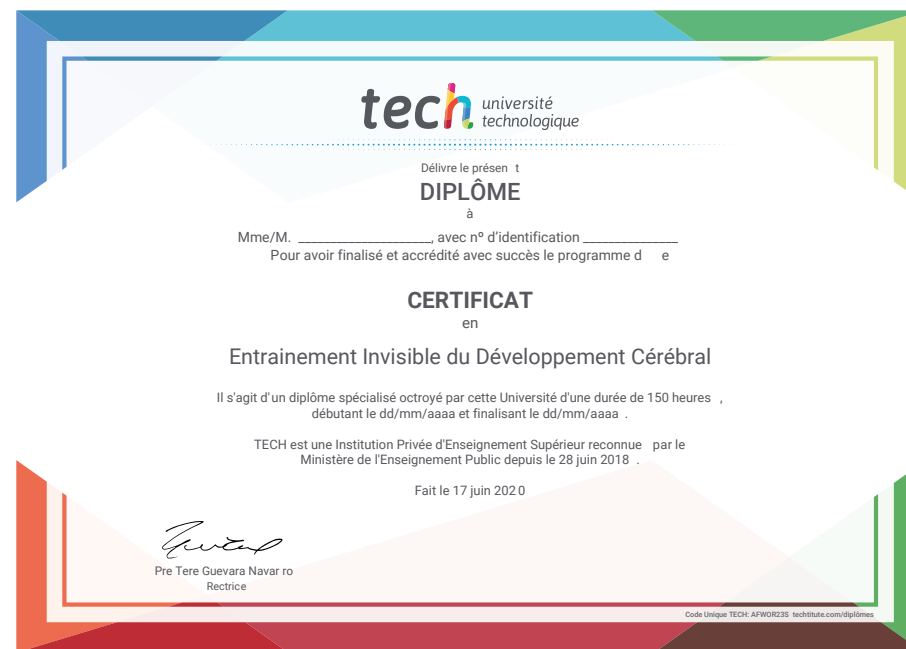 tech université
technologique
Délivre le présen t
DIPLÔME
à
Mme/M. _____________________, avec nº d'identification _______________
Pour avoir finalisé et accrédité avec succès le programme d e
CERTIFICAT
en
Entrainement Invisible du Développement Cérébral
Il s'agit d'un diplôme spécialisé octroyé par cette Université d'une durée de 150 heures ,
débutant le dd/mm/aaaa et finalisant le dd/mm/aaaa .
TECH est une Institution Privée d'Enseignement Supérieur reconnue par le
Ministère de l'Enseignement Public depuis le 28 juin 2018 .
Fait le 17 juin 2020
Pre Tere Guevara Navar ro
Rectrice
Code Unique TECH: AFWOR23S techtitute.com/diplômes